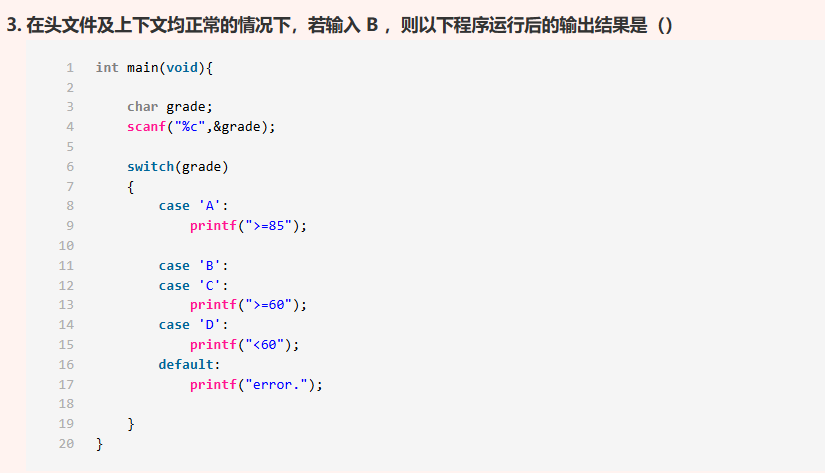 3. 在头文件及上下文均正常的情况下，若输入 B ，则以下程序运行后的输出结果是（）
1 int main(void){
2
3 char grade;
4 scanf("%c",&grade);
5
6 switch(grade)
7 {
8 case 'A':
9 printf(">=85");
10
11 case 'B':
12 case 'C':
13 printf(">=60");
14 case 'D':
15 printf("<60");
16 default:
17 printf("error.");
18
19 }
20 }